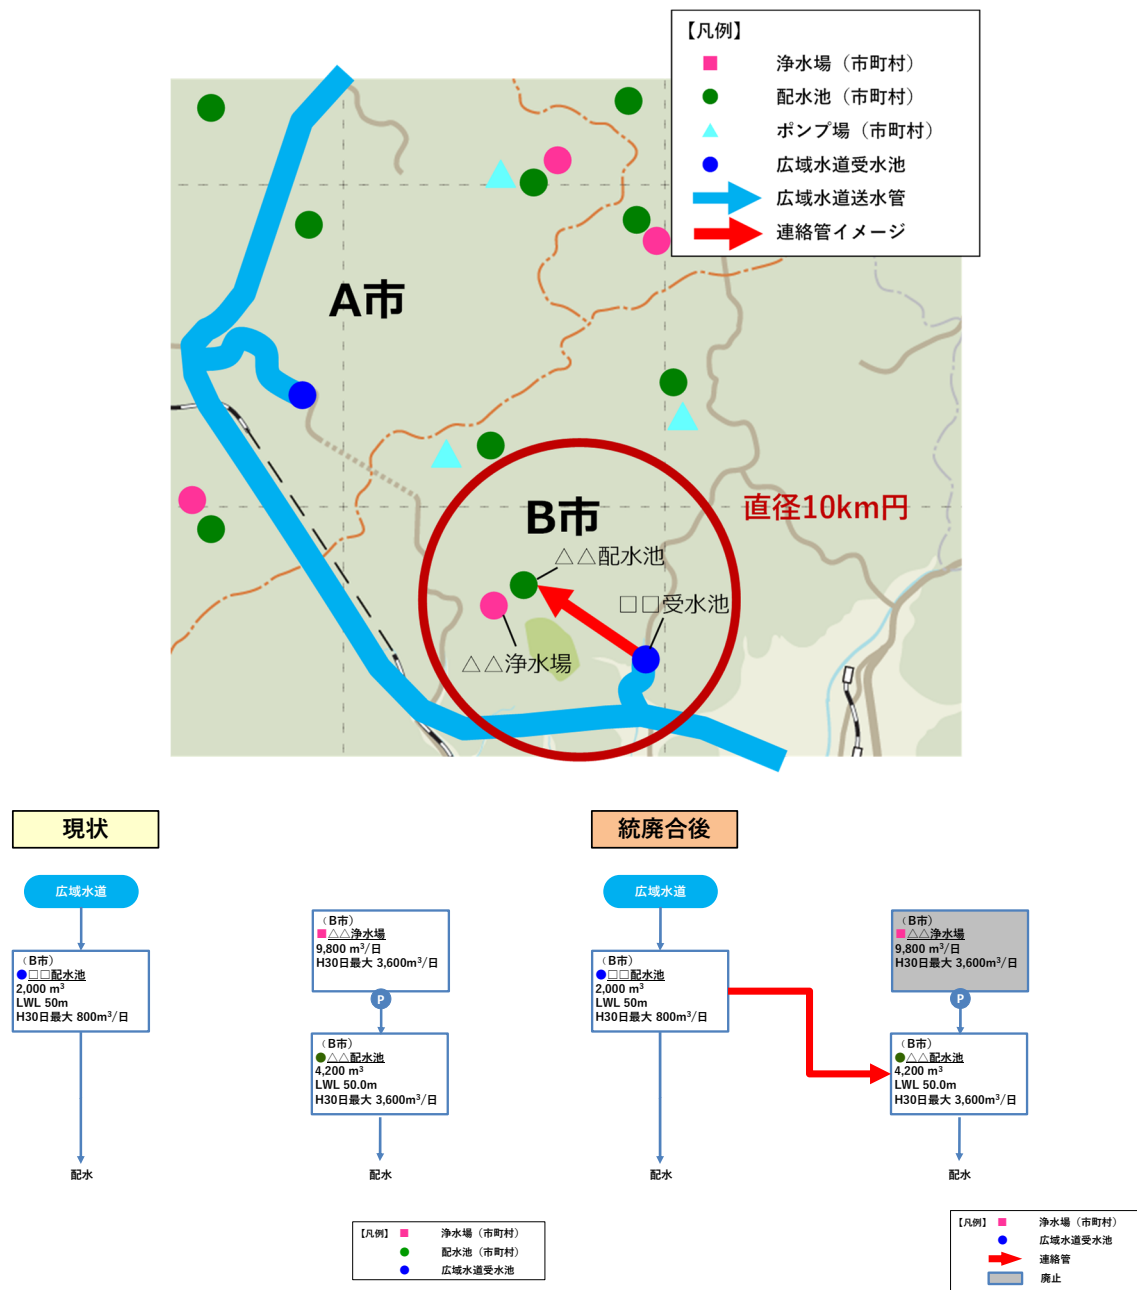 【凡例】
浄水場（市町村）
配水池（市町村）
ポンプ場（市町村）
広域水道受水池
広域水道送水管
連絡管イメージ
A市
B市
直径10km円
△△配水池
□□受水池
△△浄水場
現状
広域水道
（B市）
□□配水池
2,000 m³
LWL 50m
H30日最大 800m³/日
配水
（B市）
△△浄水場
9,800 m³/日
H30日最大 3,600m³/日
P
（B市）
△△配水池
4,200 m³
LWL 50.0m
H30日最大 3,600m³/日
配水
【凡例】
浄水場（市町村）
配水池（市町村）
広域水道受水池
統廃合後
広域水道
（B市）
□□配水池
2,000 m³
LWL 50m
H30日最大 800m³/日
配水
（B市）
△△浄水場
9,800 m³/日
H30日最大 3,600m³/日
P
（B市）
△△配水池
4,200 m³
LWL 50.0m
H30日最大 3,600m³/日
配水
【凡例】
浄水場（市町村）
広域水道受水池
連絡管
廃止